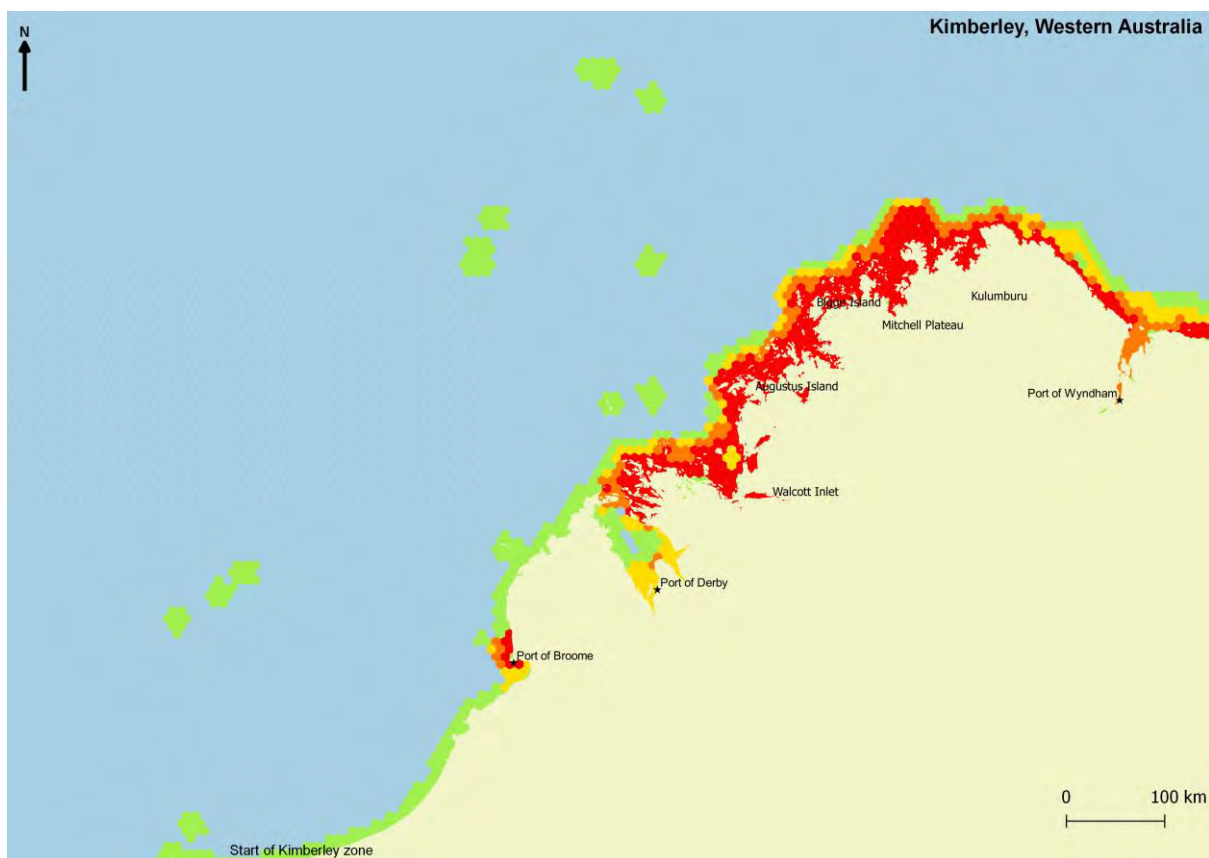 Kimberley, Western Australia
N
Bigge Island
Kulumburu
Mitchell Plateau
Augustus Island
Port of Wyndham
Walcott Inlet
Port of Derby
Port of Broome
0 100 km
Start of Kimberley zone